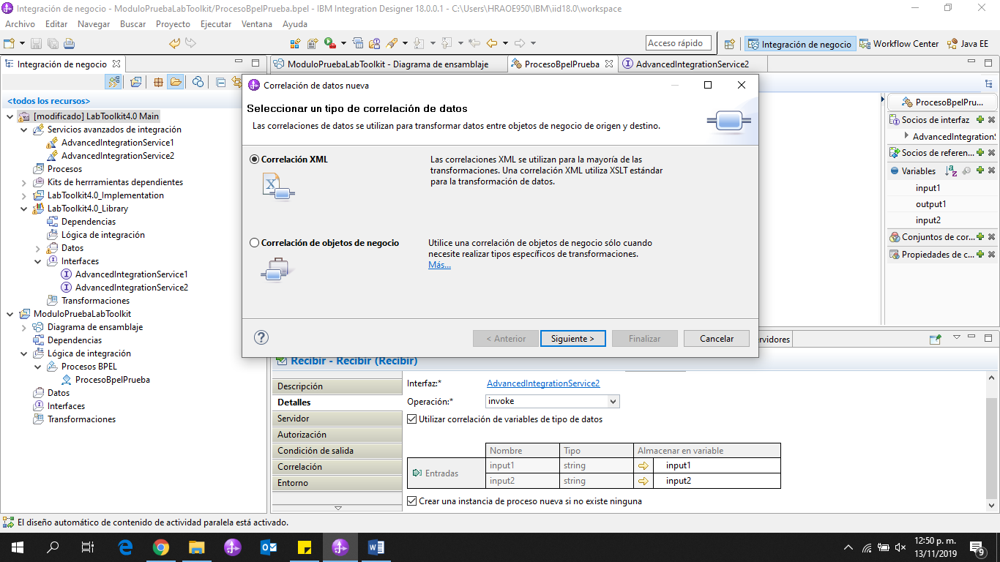 Integración de negocio - ModuloPruebaLabToolkit/ProcesoBpelPrueba.bpel - IBM Integration Designer 18.0.0.1 - C:\Users\HRAOE950\IBM\iid18.0\workspace
Archivo Editar Navegar Buscar Proyecto Ejecutar Ventana Ayuda
Acceso rápido
Integración de negocio
Workflow Center
Java EE
Integración de negocio
ModuloPruebaLabToolkit - Diagrama de ensamblaje
ProcesoBpelPrueba
AdvancedIntegrationService2
<todos los recursos>
[modificado] LabToolkit4.0 Main
Servicios avanzados de integración
AdvancedIntegrationService1
AdvancedIntegrationService2
Procesos
Kits de herrramientas dependientes
LabToolkit4.0_Implementation
LabToolkit4.0_Library
Dependencias
Lógica de integración
Datos
Interfaces
AdvancedIntegrationService1
AdvancedIntegrationService2
Transformaciones
ModuloPruebaLabToolkit
Diagrama de ensamblaje
Dependencias
Lógica de integración
Procesos BPEL
ProcesoBpelPrueba
Datos
Interfaces
Transformaciones
Correlación de datos nueva
Seleccionar un tipo de correlación de datos
Las correlaciones de datos se utilizan para transformar datos entre objetos de negocio de origen y destino.
Correlación XML
Las correlaciones XML se utilizan para la mayoría de las
transformaciones. Una correlación XML utiliza XSLT estándar
para la transformación de datos.
Correlación de objetos de negocio
Utilice una correlación de objetos de negocio sólo cuando
necesite realizar tipos específicos de transformaciones.
Más...
< Anterior
Siguiente >
Finalizar
Cancelar
ProcesoBpelPru...
Socios de interfaz
AdvancedIntegrationS
Socios de referen...
Variables
input1
output1
input2
Conjuntos de cor...
Propiedades de c...
rvidores
Recibir - Recibir (Recibir)
Descripción
Detalles
Servidor
Autorización
Condición de salida
Correlación
Entorno
Interfaz:* AdvancedIntegrationService2
Operación:* invoke
Utilizar correlación de variables de tipo de datos
Nombre Tipo Almacenar en variable
Entradas
input1 string input1
input2 string input2
Crear una instancia de proceso nueva si no existe ninguna
El diseño automático de contenido de actividad paralela está activado.
12:50 p. m.
13/11/2019
9